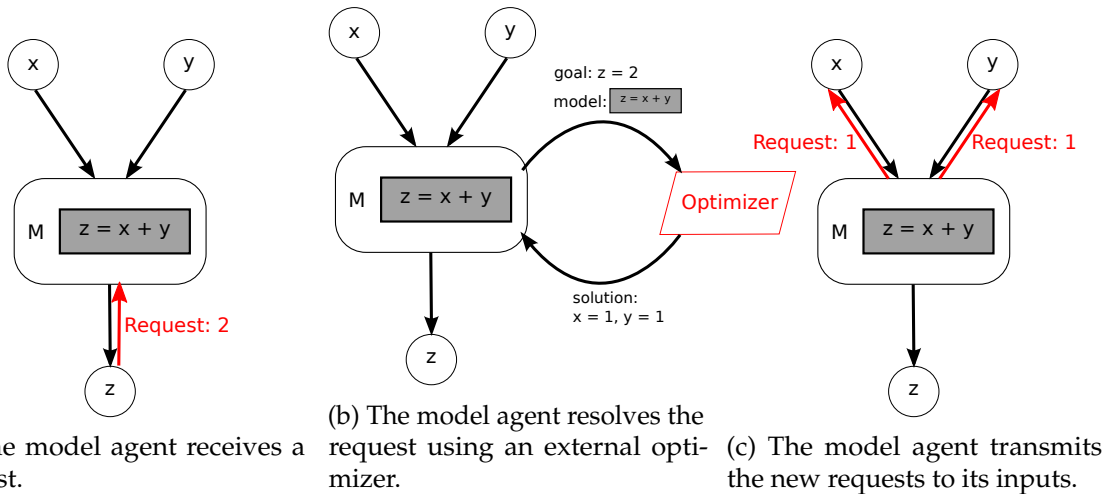 x
y
M
z = x + y
Request: 2
z
ne model agent receives a
st.
x
y
goal: z = 2
model: z = x + y
M
z = x + y
Optimizer
solution:
x = 1, y = 1
z
(b) The model agent resolves the
request using an external opti-
mizer.
x
y
Request: 1
Request: 1
M
z = x + y
z
(c) The model agent transmits
the new requests to its inputs.